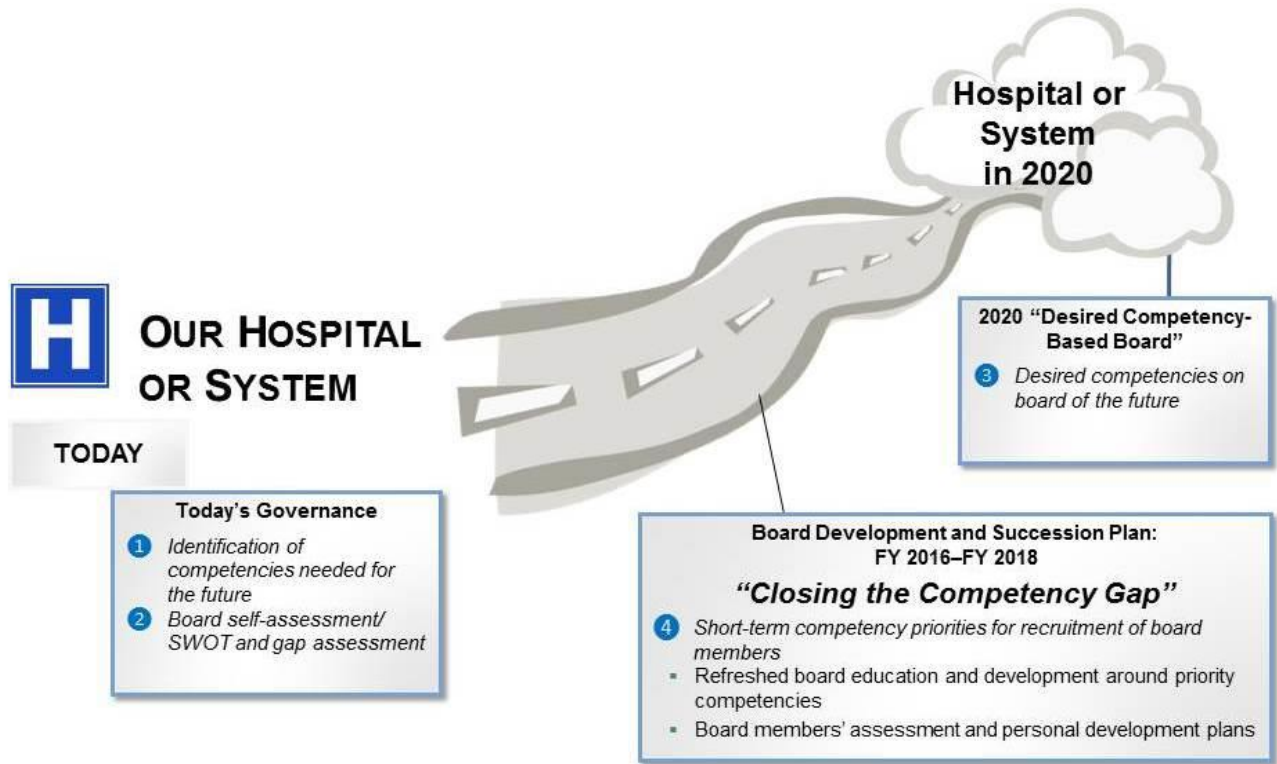 Hospital or
System
in 2020
H
OUR HOSPITAL
OR SYSTEM
TODAY
Today's Governance
1 Identification of
competencies needed for
the future
2 Board self-assessment/
SWOT and gap assessment
2020 “Desired Competency-
Based Board”
3 Desired competencies on
board of the future
Board Development and Succession Plan:
FY 2016–FY 2018
“Closing the Competency Gap”
4 Short-term competency priorities for recruitment of board
members
▪ Refreshed board education and development around priority
competencies
▪ Board members’ assessment and personal development plans